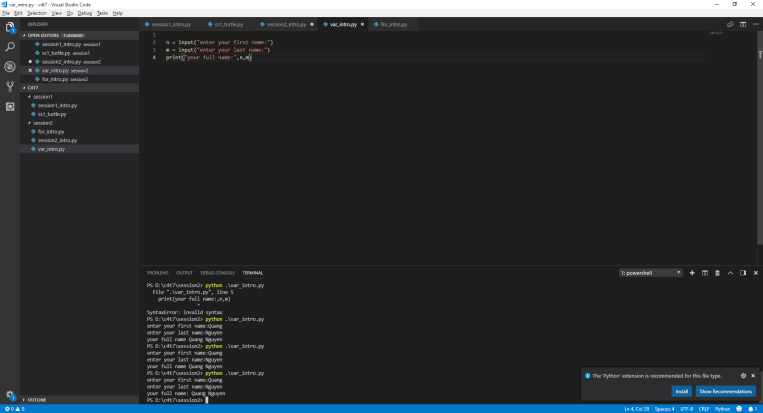 var_intro.py - c4t7 - Visual Studio Code
File Edit Selection View Go Debug Tasks Help
EXPLORER
OPEN EDITORS 1 UNSAVED
session1_intro.py session1
ss1_turtle.py session1
session2_intro.py session2
var_intro.py session2
for_intro.py session2
C4T7
session1
session1_intro.py
ss1_turtle.py
session2
for_intro.py
session2_intro.py
var_intro.py
OUTLINE
session1_intro.py ss1_turtle.py session2_intro.py var_intro.py for_intro.py
1
2 n = input("enter your first name:")
3 m = input("enter your last name:")
4 print("your full name:",n,m)
PROBLEMS OUTPUT DEBUG CONSOLE TERMINAL
1: powershell
PS D:\c4t7\session2> python .\var_intro.py
File ".\var_intro.py", line 5
print(your full name:,n,m)
^
SyntaxError: invalid syntax
PS D:\c4t7\session2> python .\var_intro.py
enter your first name:Quang
enter your last name:Nguyen
your full name Quang Nguyen
PS D:\c4t7\session2> python .\var_intro.py
enter your first name:Quang
enter your last name:Nguyen
your full name Quang Nguyen
PS D:\c4t7\session2> python .\var_intro.py
enter your first name:Quang
enter your last name:Nguyen
your full name: Quang Nguyen
PS D:\c4t7\session2>
The 'Python' extension is recommended for this file type.
Install Show Recommendations
0 0 Ln 4, Col 29 Spaces: 4 UTF-8 CRLF Python 1